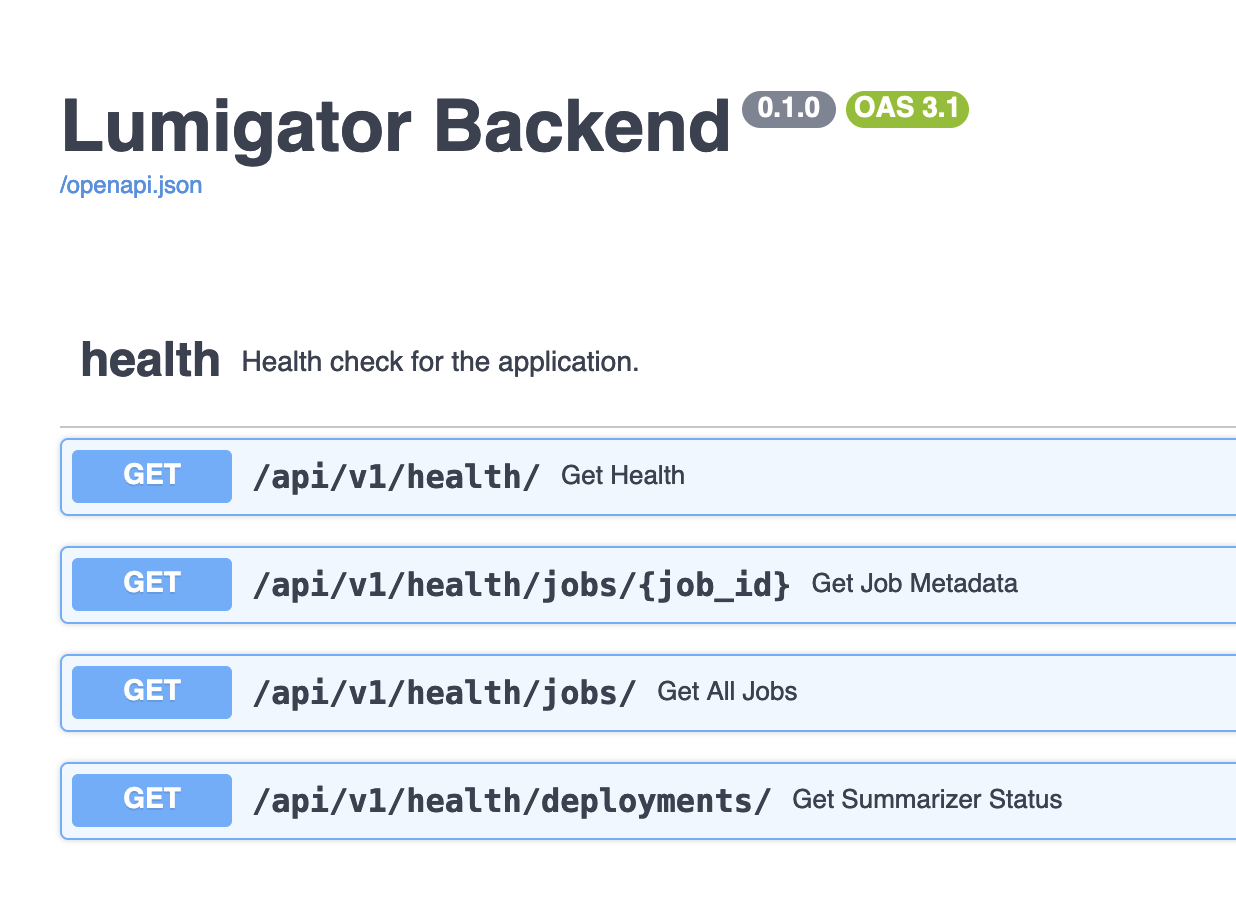 Lumigator Backend 0.1.0 OAS 3.1
/openapi.json
health Health check for the application.
GET /api/v1/health/ Get Health
GET /api/v1/health/jobs/{job_id} Get Job Metadata
GET /api/v1/health/jobs/ Get All Jobs
GET /api/v1/health/deployments/ Get Summarizer Status